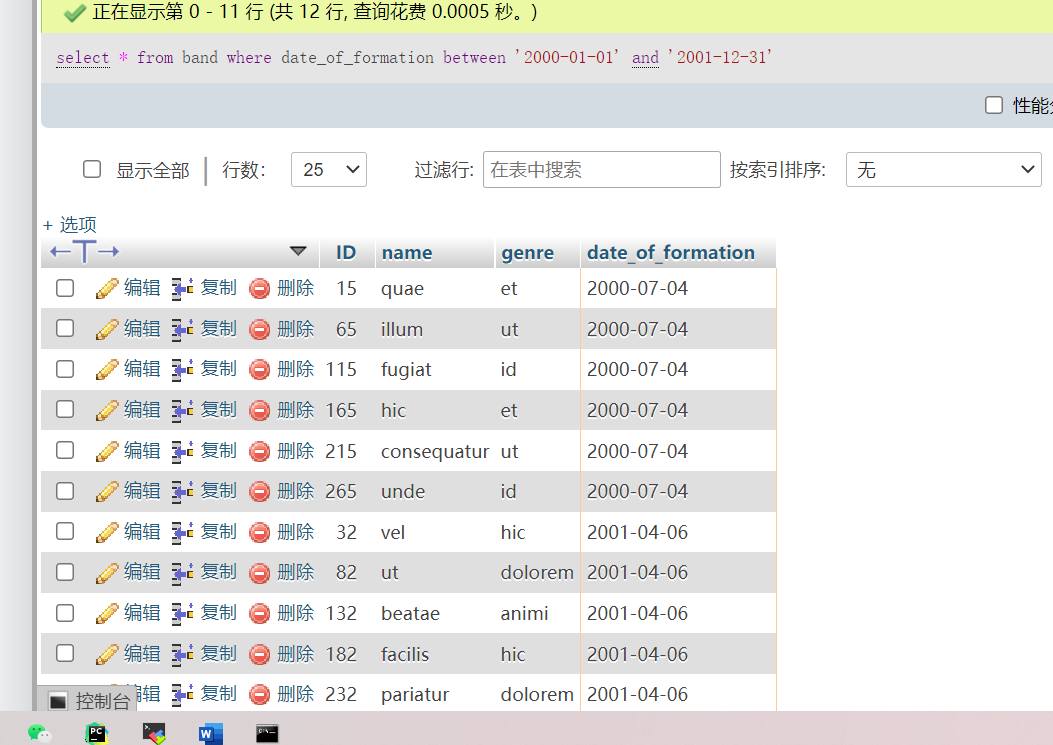 正在显示第 0 - 11 行 (共 12 行, 查询花费 0.0005 秒。)
select * from band where date_of_formation between '2000-01-01' and '2001-12-31'
显示全部 行数: 25 过滤行: 在表中搜索 按索引排序: 无
+ 选项
ID name genre date_of_formation
编辑 复制 删除 15 quae et 2000-07-04
编辑 复制 删除 65 illum ut 2000-07-04
编辑 复制 删除 115 fugiat id 2000-07-04
编辑 复制 删除 165 hic et 2000-07-04
编辑 复制 删除 215 consequatur ut 2000-07-04
编辑 复制 删除 265 unde id 2000-07-04
编辑 复制 删除 32 vel hic 2001-04-06
编辑 复制 删除 82 ut dolorem 2001-04-06
编辑 复制 删除 132 beatae animi 2001-04-06
编辑 复制 删除 182 facilis hic 2001-04-06
编辑 复制 删除 232 pariatur dolorem 2001-04-06
控制台
PC W